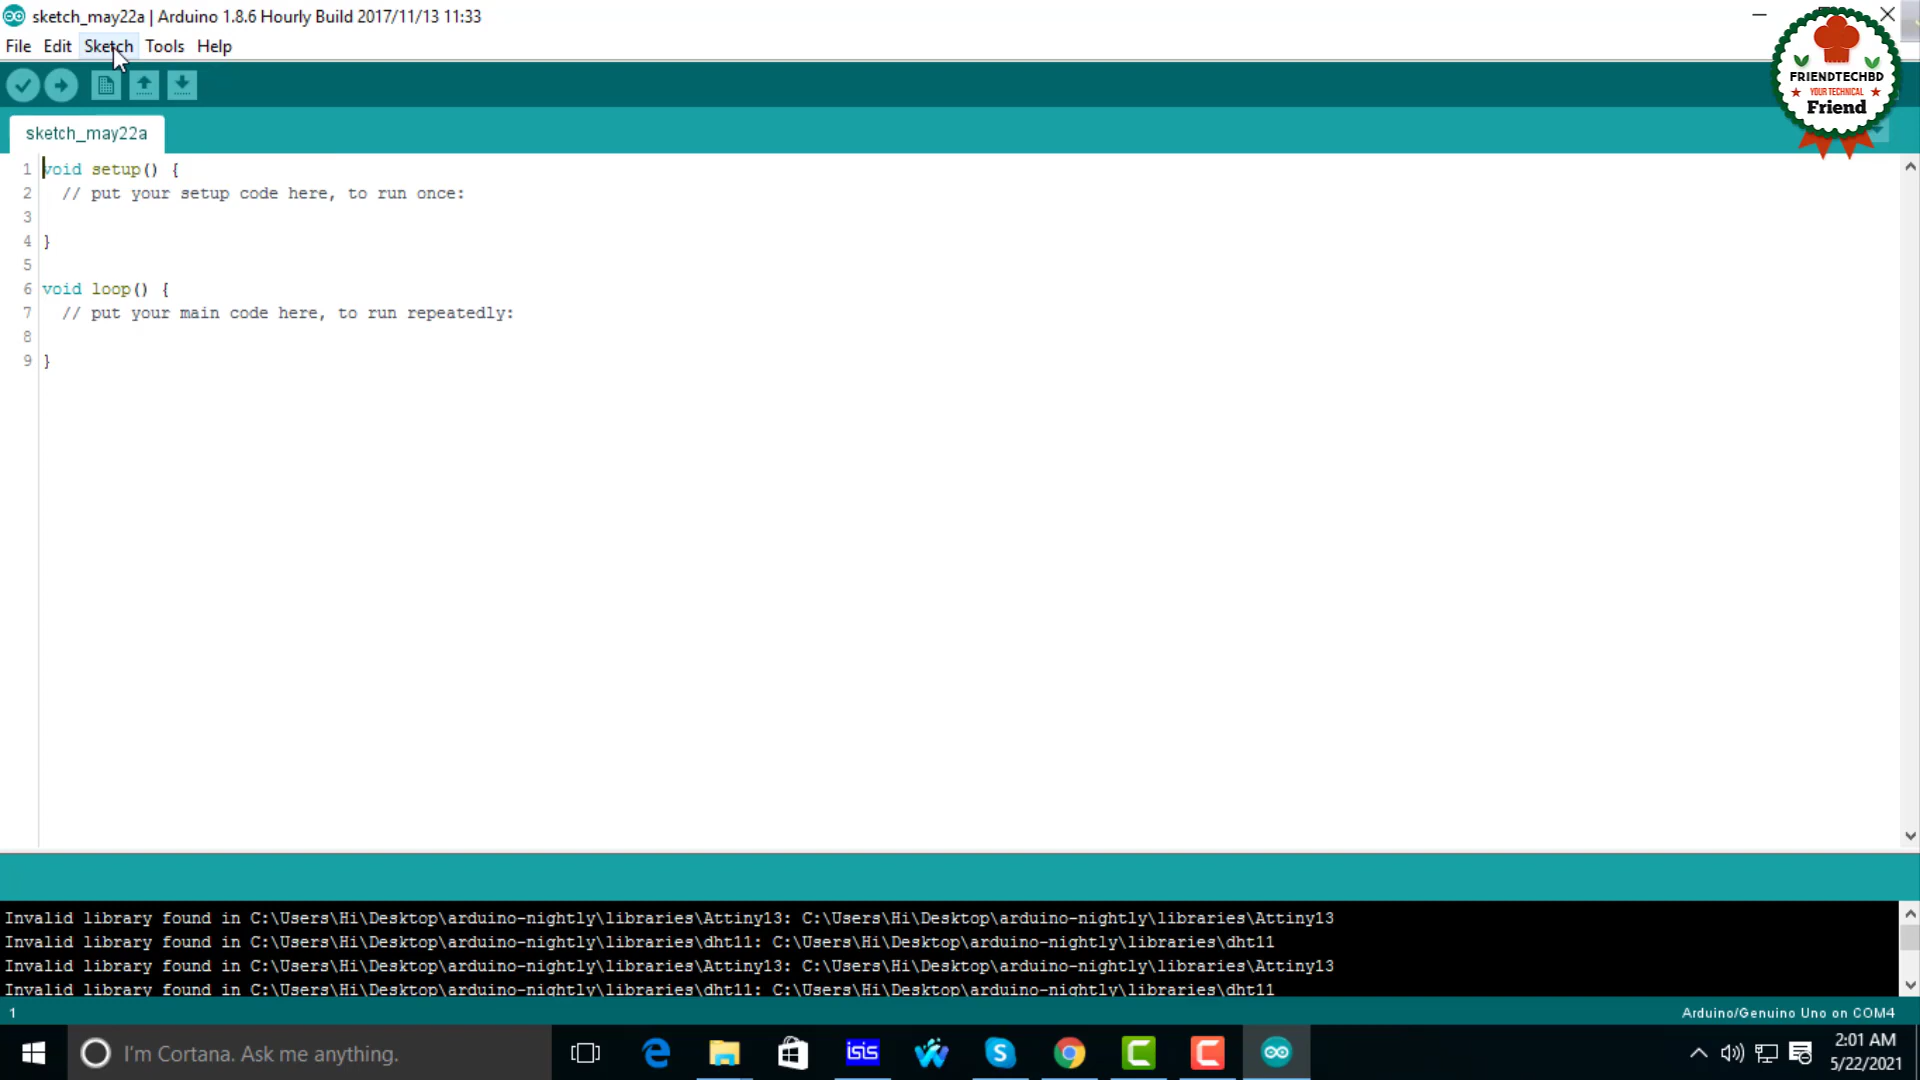 sketch_may22a | Arduino 1.8.6 Hourly Build 2017/11/13 11:33
File Edit Sketch Tools Help
FRIENDTECHBD
YOUR TECHNICAL
Friend
sketch_may22a
1 void setup() {
2 // put your setup code here, to run once:
3
4 }
5
6 void loop() {
7 // put your main code here, to run repeatedly:
8
9 }
Invalid library found in C:\Users\Hi\Desktop\arduino-nightly\libraries\Attiny13: C:\Users\Hi\Desktop\arduino-nightly\libraries\Attiny13
Invalid library found in C:\Users\Hi\Desktop\arduino-nightly\libraries\dht11: C:\Users\Hi\Desktop\arduino-nightly\libraries\dht11
Invalid library found in C:\Users\Hi\Desktop\arduino-nightly\libraries\Attiny13: C:\Users\Hi\Desktop\arduino-nightly\libraries\Attiny13
Invalid library found in C:\Users\Hi\Desktop\arduino-nightly\libraries\dht11: C:\Users\Hi\Desktop\arduino-nightly\libraries\dht11
1 Arduino/Genuino Uno on COM4
I'm Cortana. Ask me anything.
isis
2:01 AM
5/22/2021